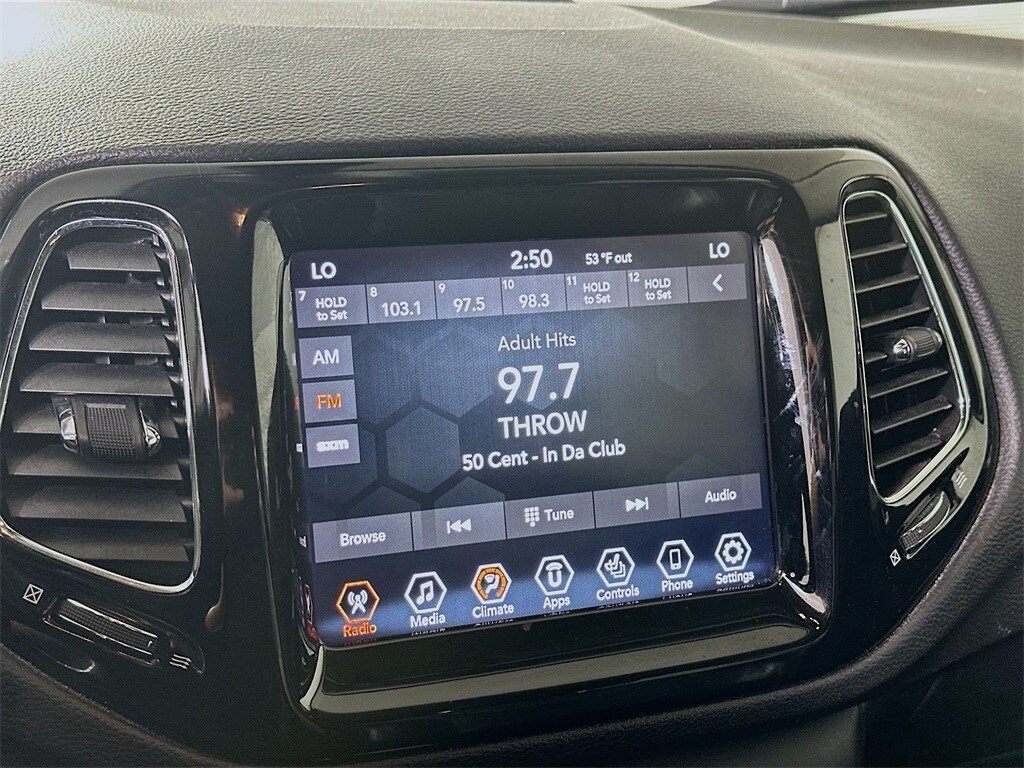 LO 2:50 53 °F out LO
7 HOLD to Set 8 103.1 9 97.5 10 98.3 11 HOLD to Set 12 HOLD to Set
Adult Hits
AM
97.7
FM
THROW
sxm
50 Cent - In Da Club
Browse Tune Audio
Radio Media Climate Apps Controls Phone Settings